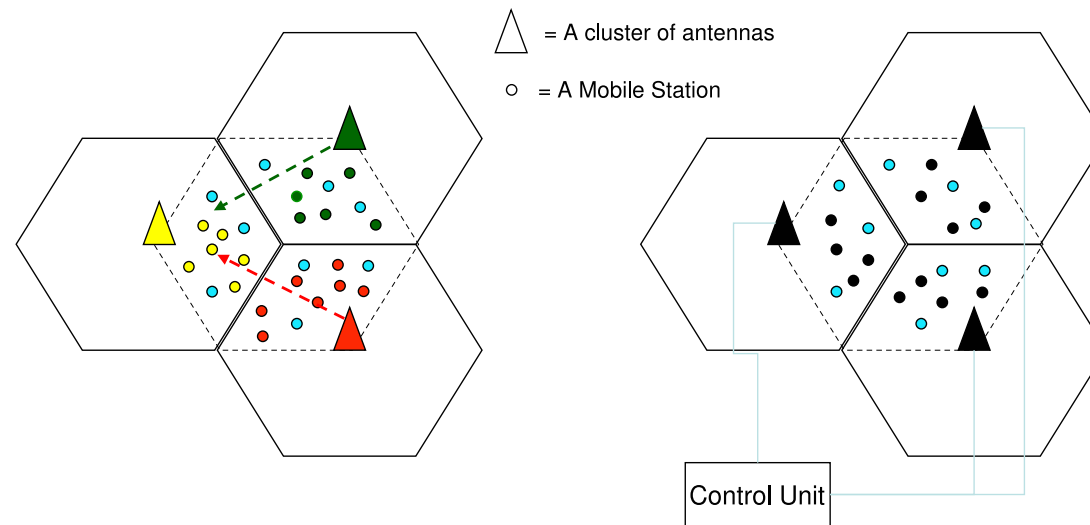 = A cluster of antennas
= A Mobile Station
Control Unit